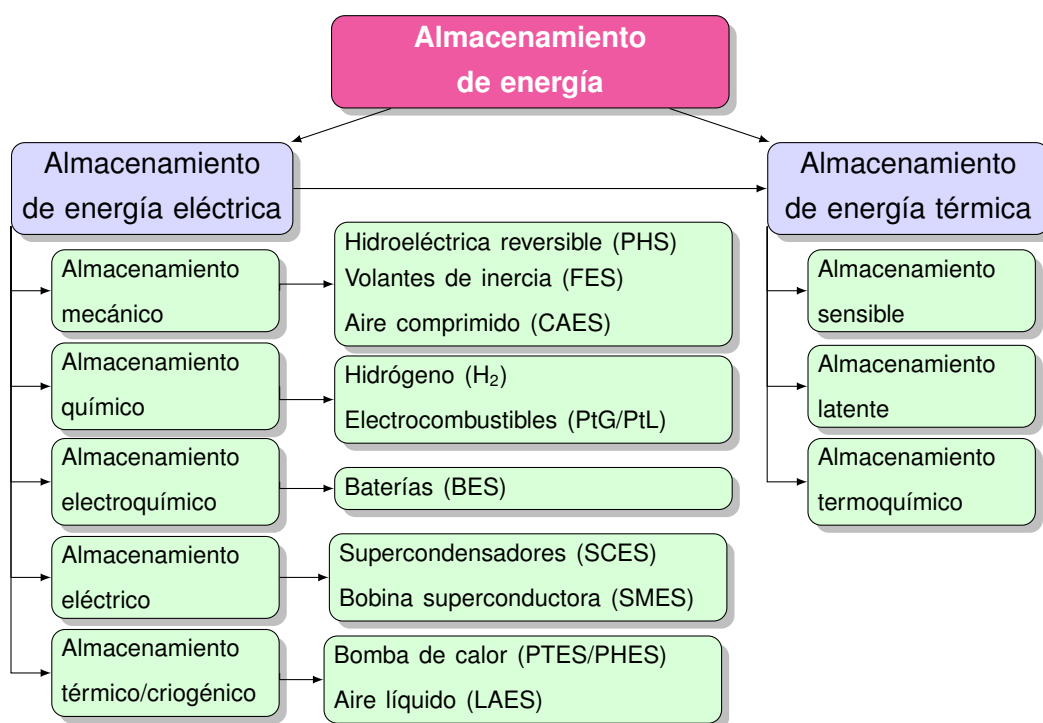 Almacenamiento
de energía
Almacenamiento
de energía eléctrica
Almacenamiento
de energía térmica
Almacenamiento
mecánico
Hidroeléctrica reversible (PHS)
Volantes de inercia (FES)
Aire comprimido (CAES)
Almacenamiento
químico
Hidrógeno (H₂)
Electrocombustibles (PtG/PtL)
Almacenamiento
electroquímico
Baterías (BES)
Almacenamiento
eléctrico
Supercondensadores (SCES)
Bobina superconductora (SMES)
Almacenamiento
térmico/criogénico
Bomba de calor (PTES/PHES)
Aire líquido (LAES)
Almacenamiento
sensible
Almacenamiento
latente
Almacenamiento
termoquímico